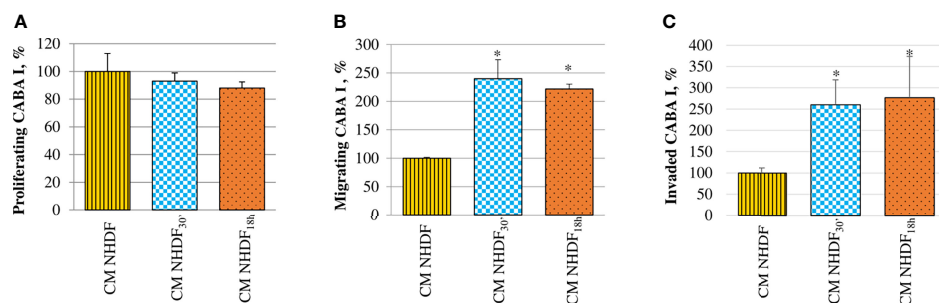 A
Proliferating CABA I, %
120
100
80
60
40
20
0
CM NHDF
CM NHDF30'
CM NHDF18h
B
Migrating CABA I, %
300
250
200
150
100
50
0
*
*
CM NHDF
CM NHDF30'
CM NHDF18h
C
Invaded CABA I, %
400
350
300
250
200
150
100
50
0
*
*
CM NHDF
CM NHDF30'
CM NHDF18h